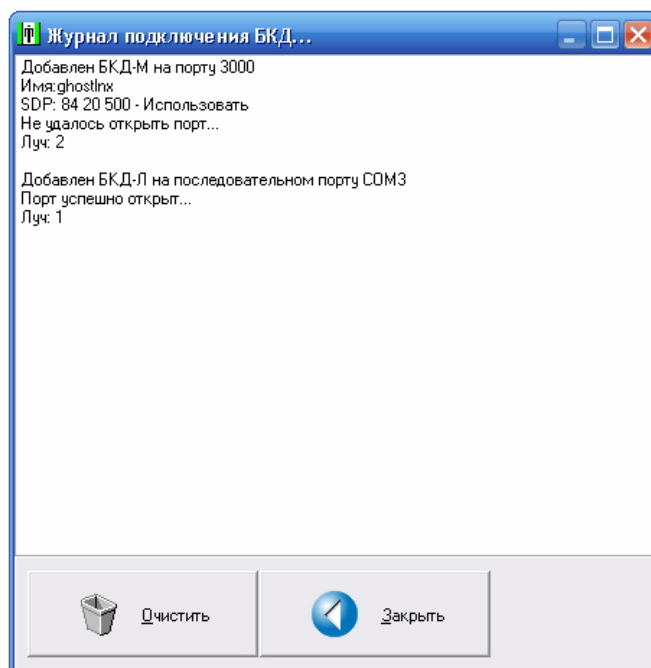 Журнал подключения БКД...
Добавлен БКД-М на порту 3000
Имя:ghostlnx
SDP: 84 20 500 - Использовать
Не удалось открыть порт...
Луч: 2
Добавлен БКД-Л на последовательном порту COM3
Порт успешно открыт...
Луч: 1
Очистить
Закрыть